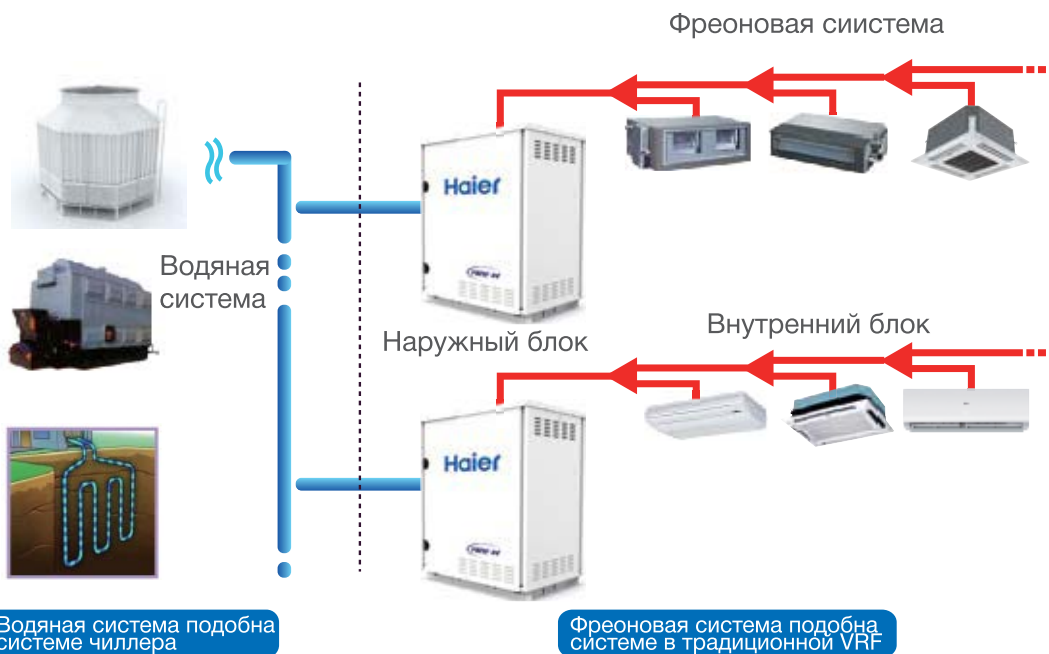 Фреоновая сиистема
Haier
Водяная
система
Наружный блок
Внутренний блок
Haier
Водяная система подобна
системе чиллера
Фреоновая система подобна
системе в традиционной VRF